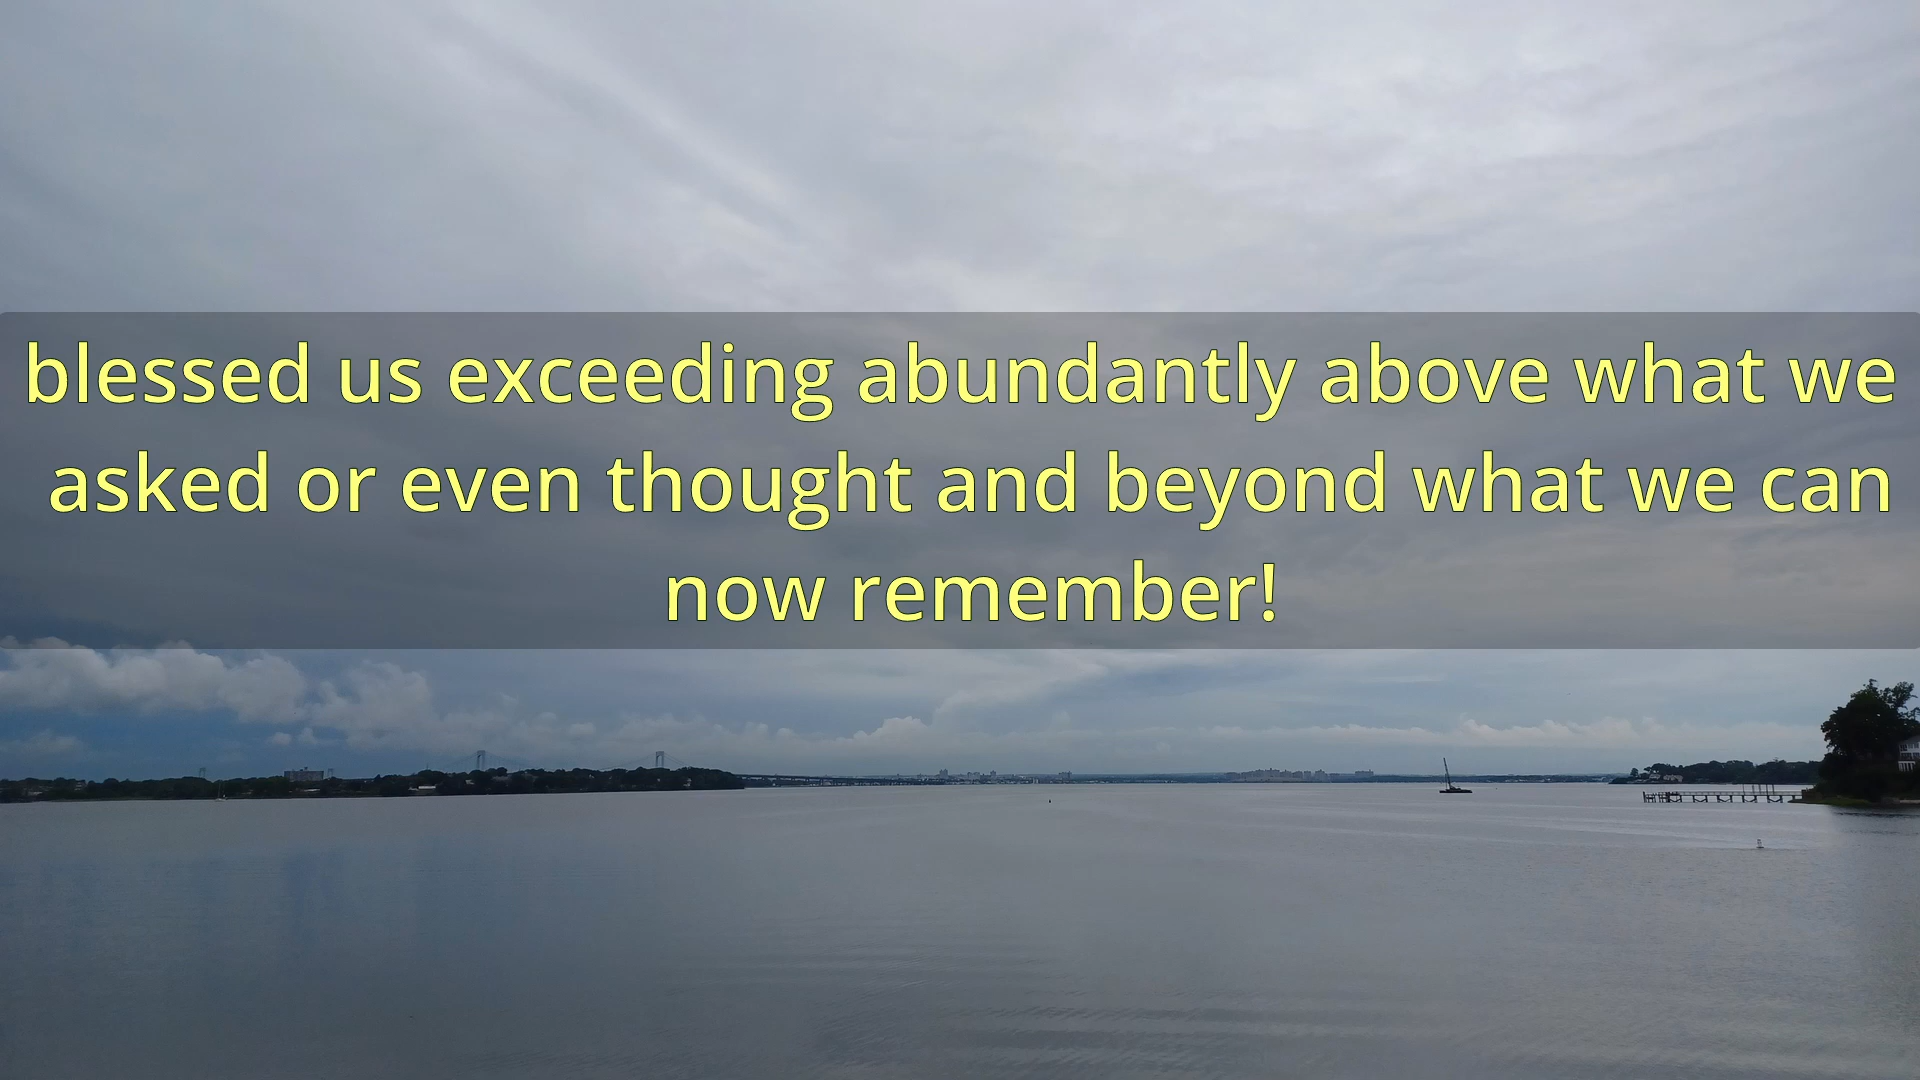 blessed us exceeding abundantly above what we
asked or even thought and beyond what we can
now remember!